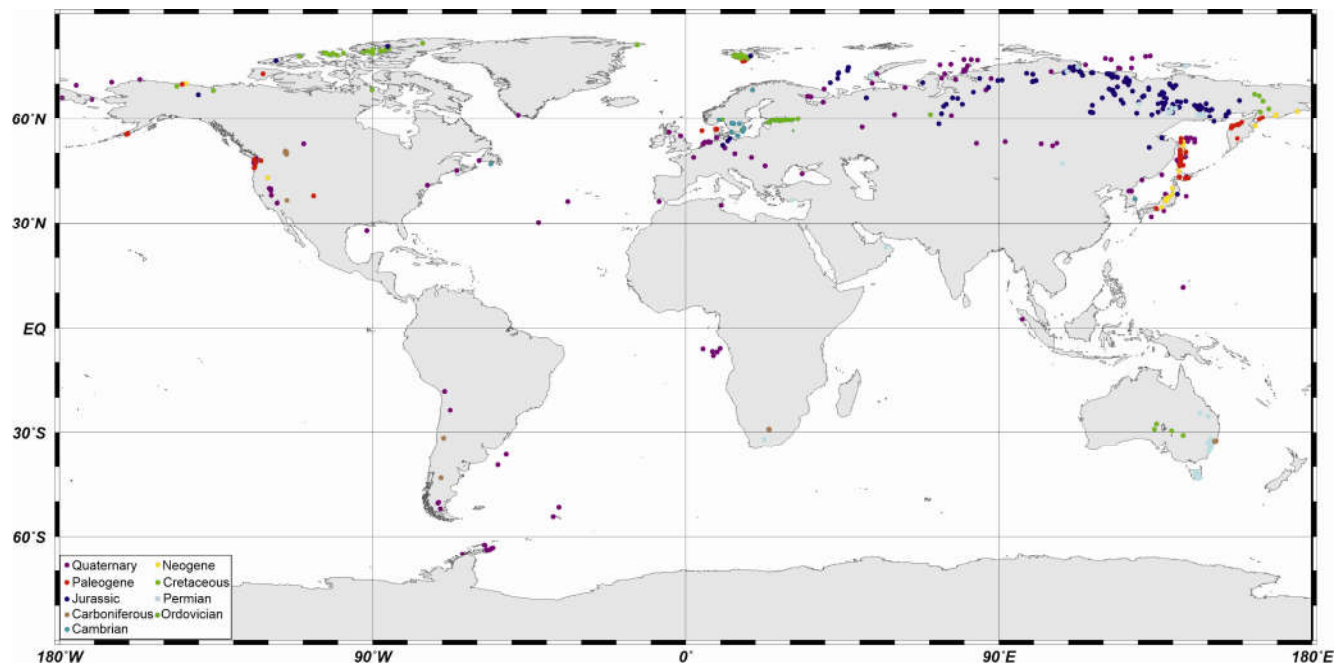 60°N
30°N
EQ
30°S
60°S
Quaternary
Neogene
Paleogene
Cretaceous
Jurassic
Permian
Carboniferous
Ordovician
Cambrian
180°W
90°W
0°
90°E
180°E